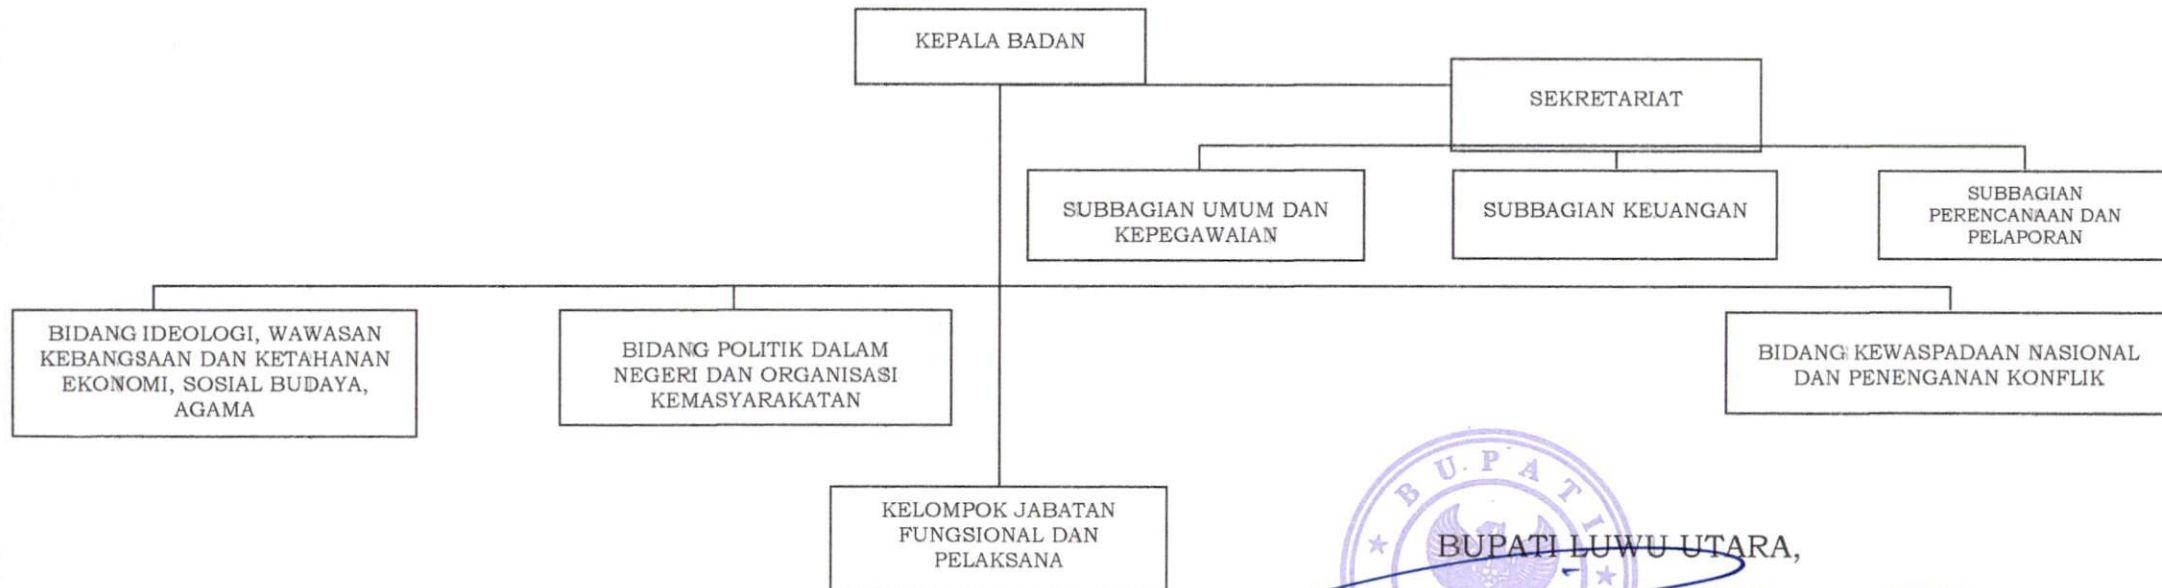 KEPALA BADAN
SEKRETARIAT
SUBBAGIAN UMUM DAN
KEPEGAWAIAN
SUBBAGIAN KEUANGAN
SUBBAGIAN
PERENCANAAN DAN
PELAPORAN
BIDANG IDEOLOGI, WAWASAN
KEBANGSAAN DAN KETAHANAN
EKONOMI, SOSIAL BUDAYA,
AGAMA
BIDANG POLITIK DALAM
NEGERI DAN ORGANISASI
KEMASYARAKATAN
BIDANG KEWASPADAAN NASIONAL
DAN PENENGANAN KONFLIK
KELOMPOK JABATAN
FUNGSIONAL DAN
PELAKSANA
BUPATI
BUPATI LUWU UTARA,